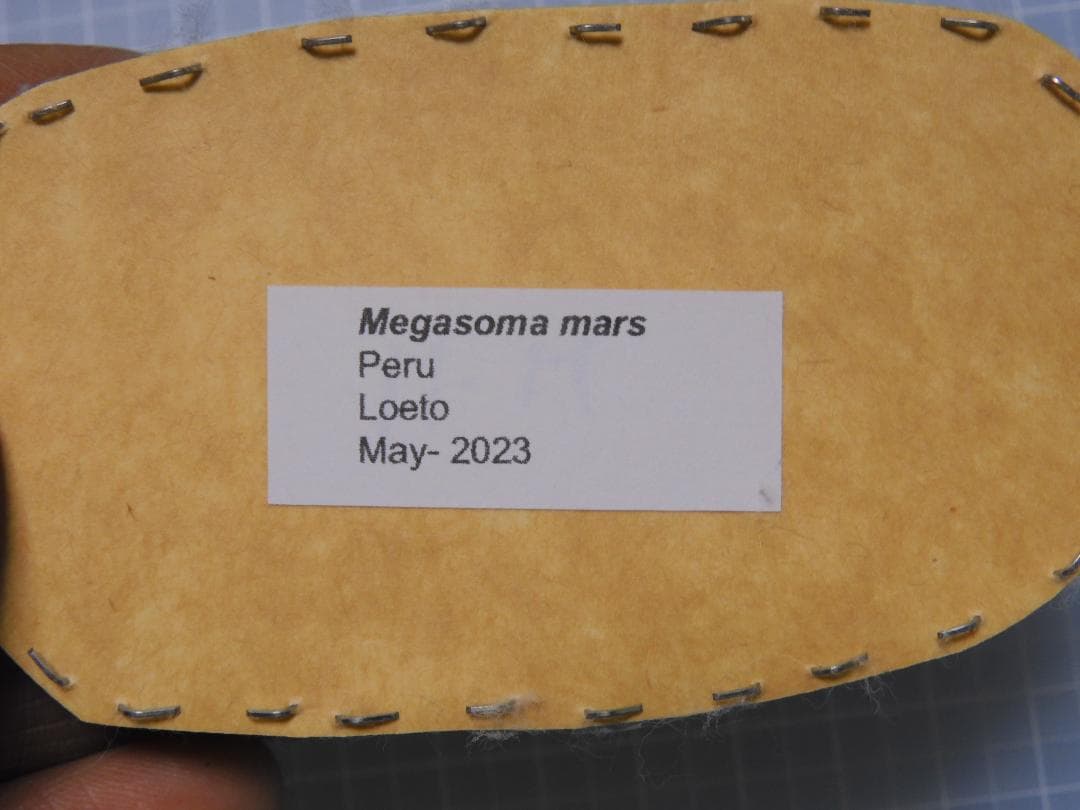 Megasoma mars
Peru
Loeto
May- 2023